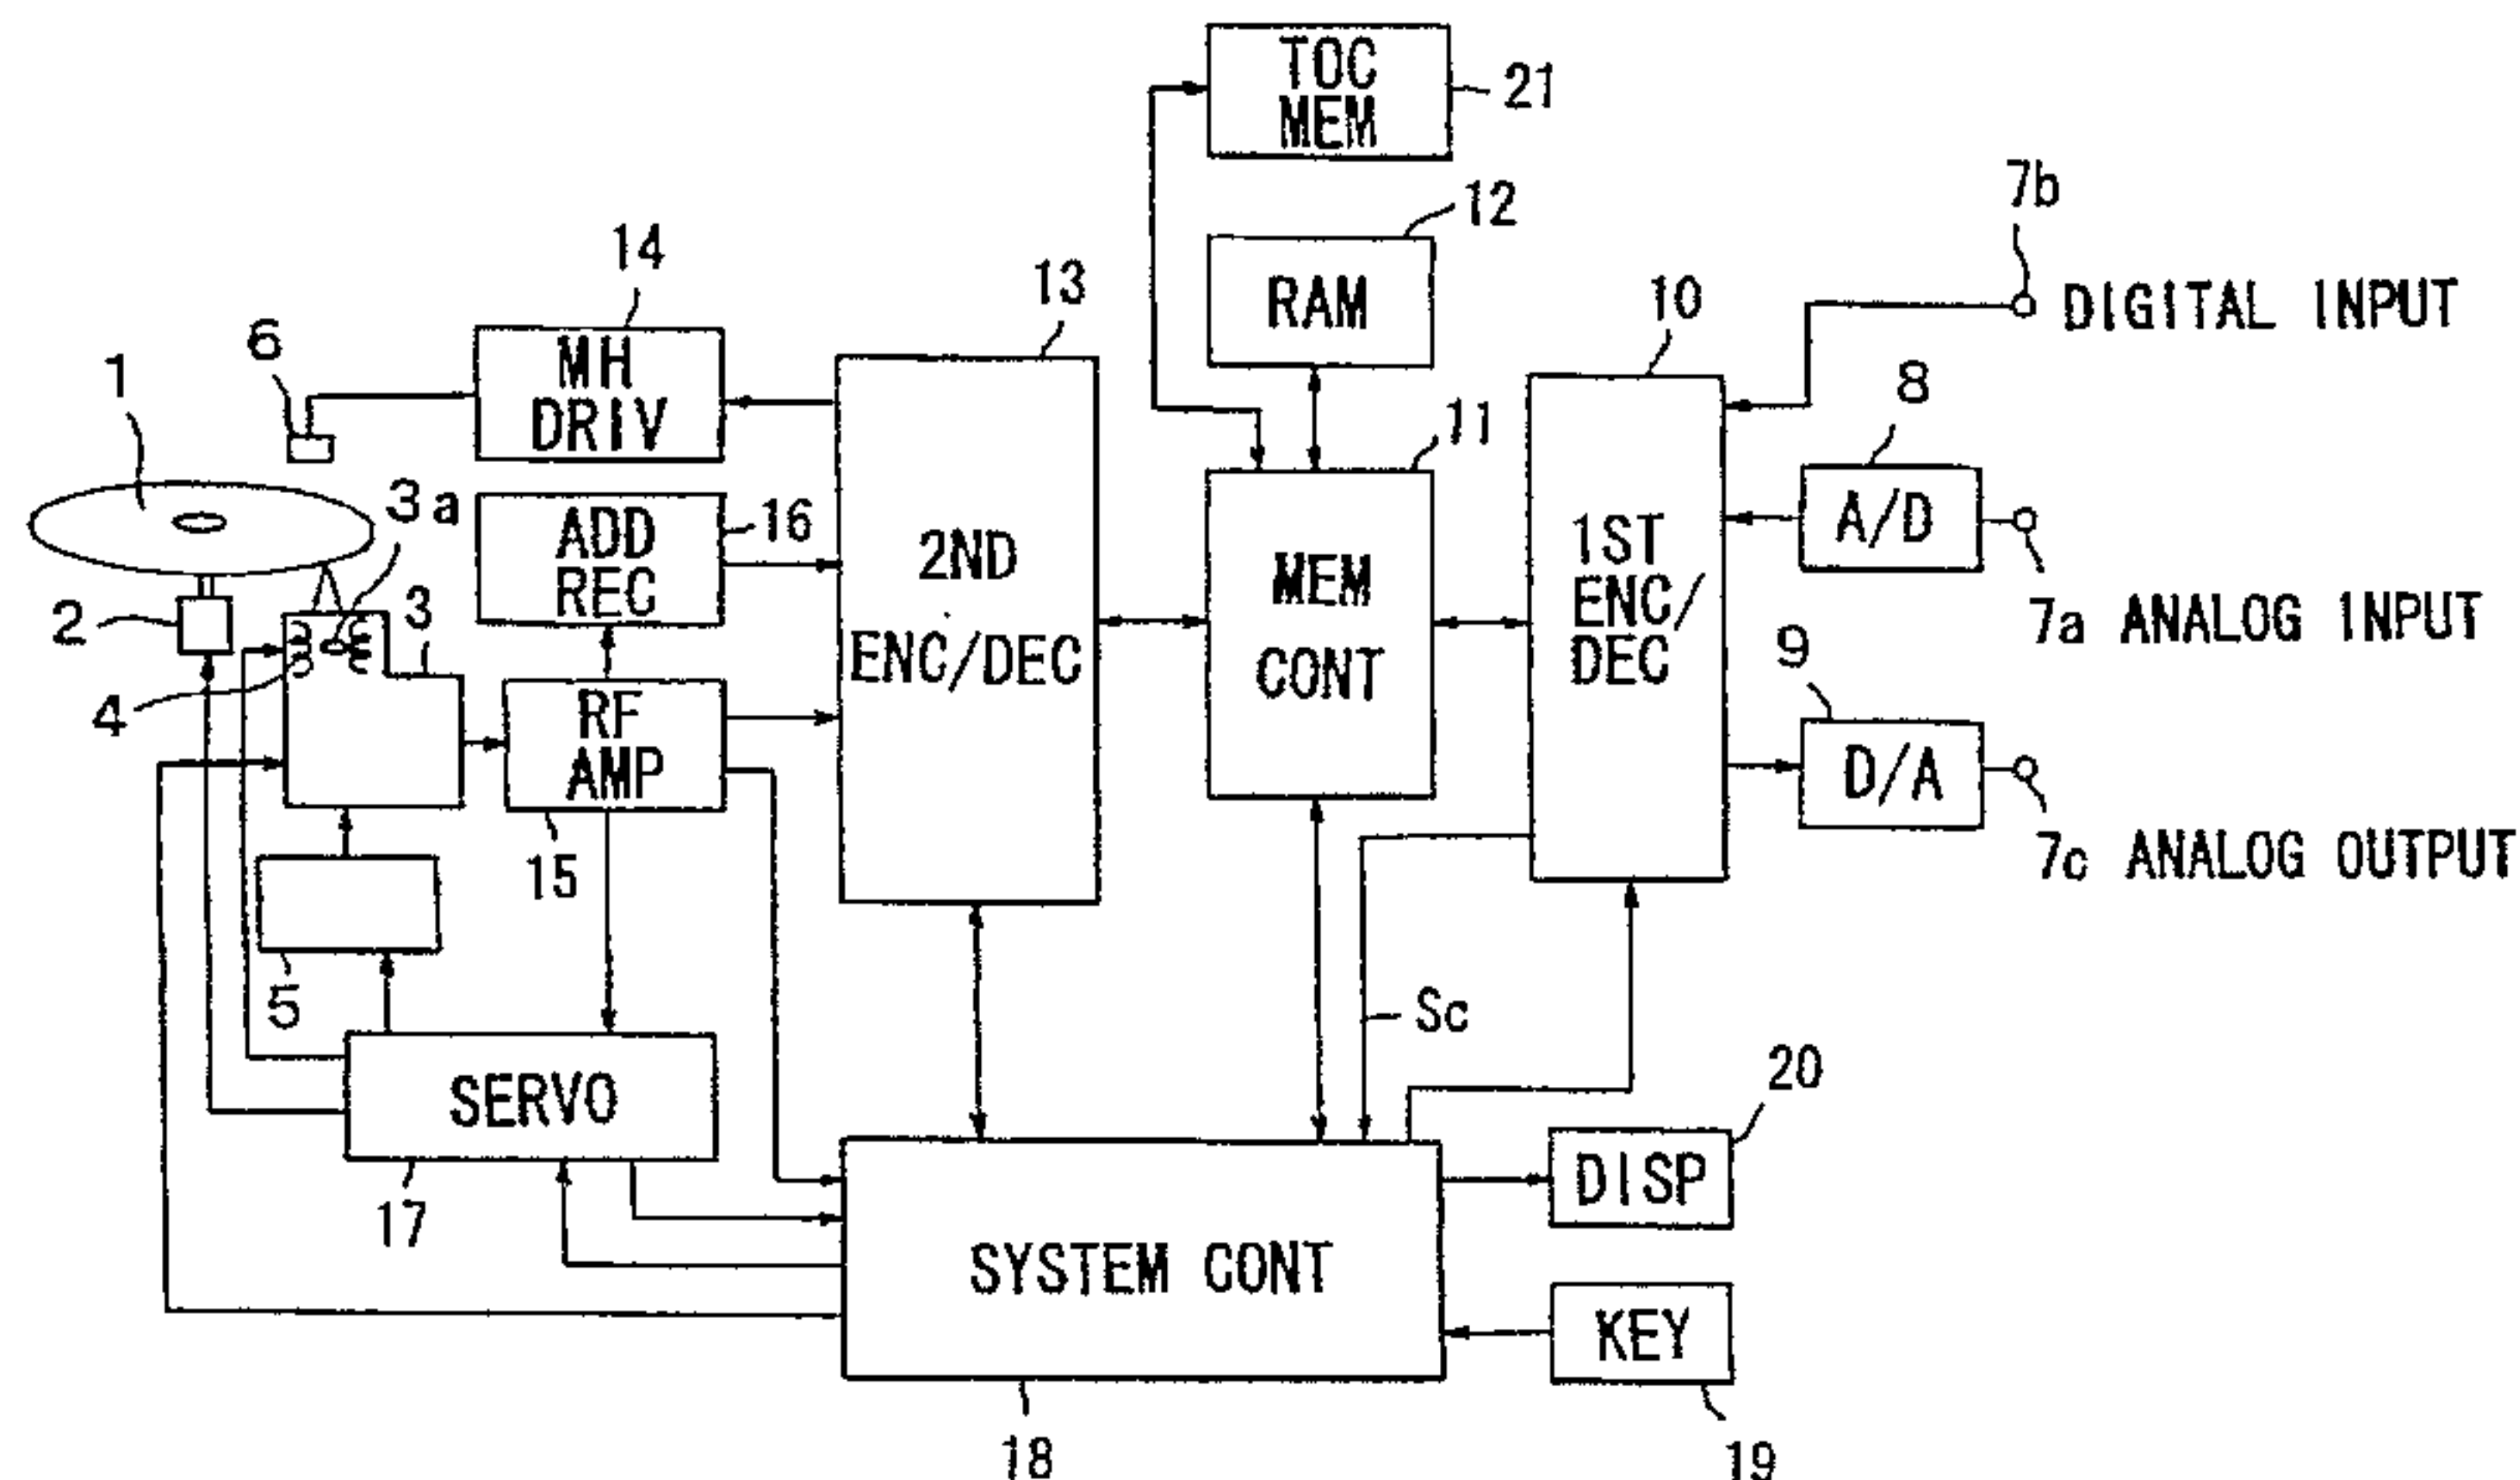 TOC
MEM
21
7b
12
14
RAM
13
10
DIGITAL INPUT
6
MH
DRIV
1
8
11
3a
ADD
REC
16
2ND
ENC/DEC
MEM
CONT
1ST
ENC/
DEC
A/D
2
3
7a ANALOG INPUT
9
4
RF
AMP
D/A
15
7c ANALOG OUTPUT
5
Sc
SERVO
20
DISP
17
SYSTEM CONT
KEY
18
19